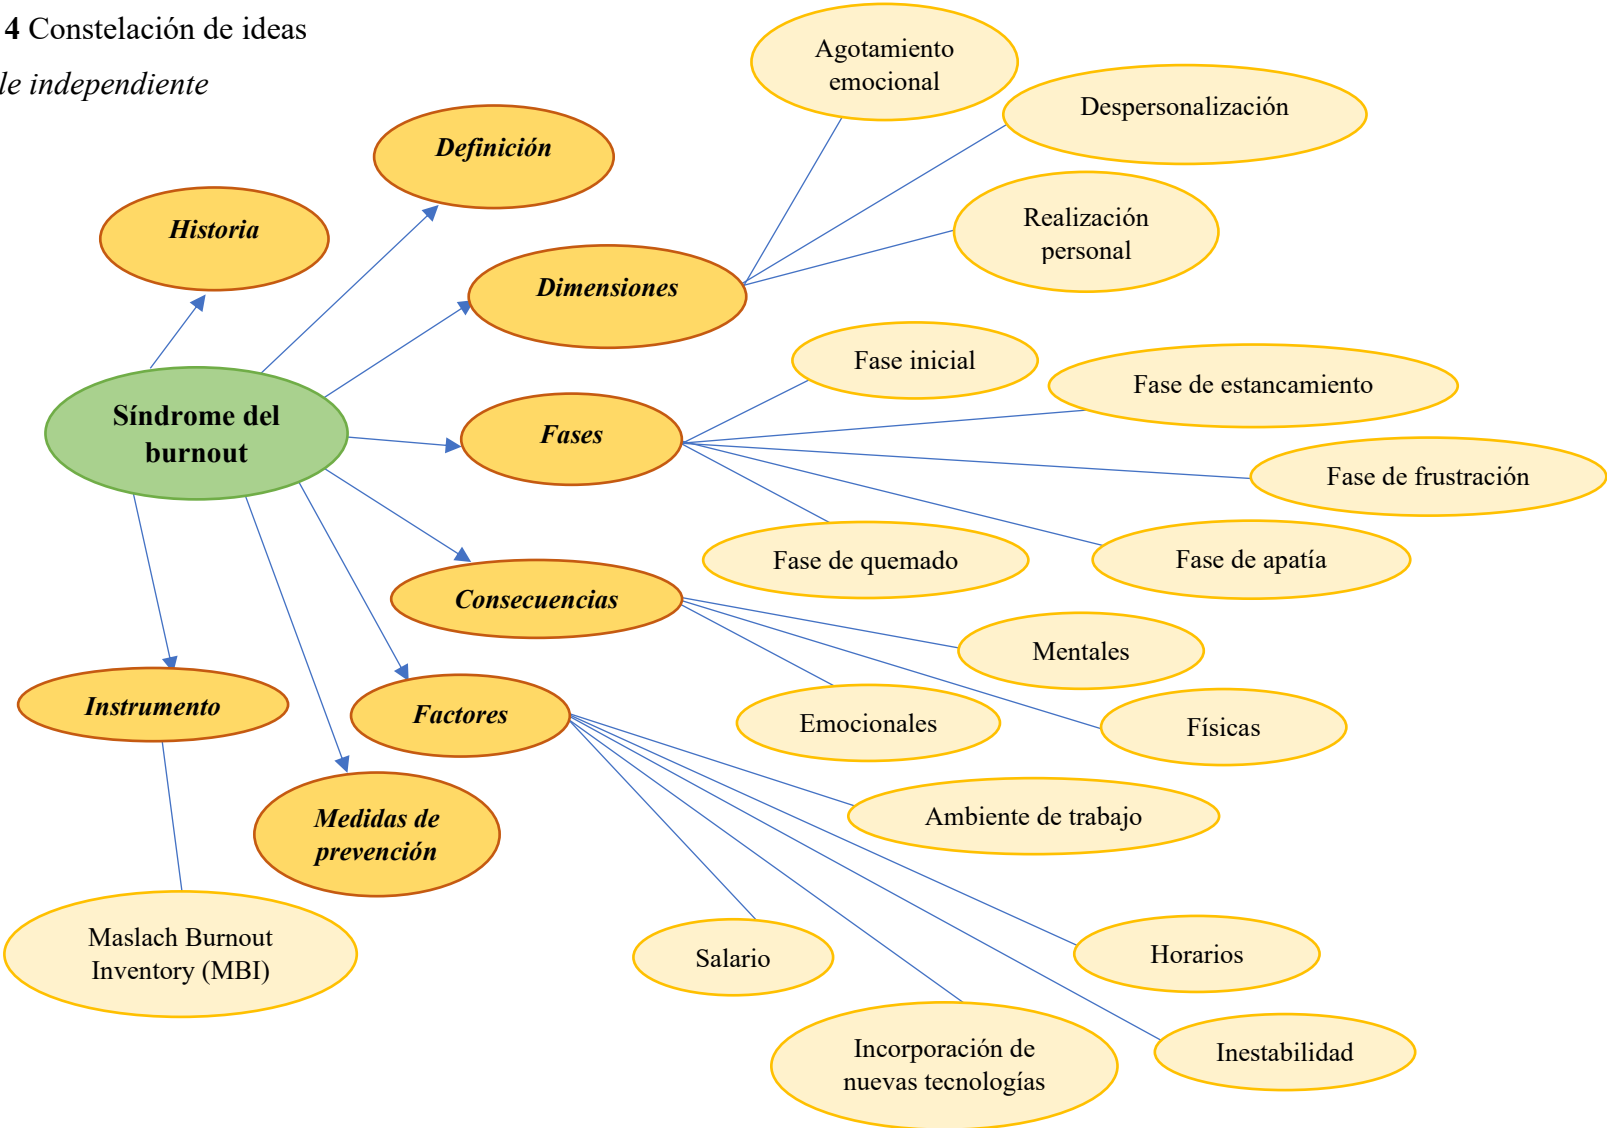 4 Constelación de ideas
le independiente
Agotamiento
emocional
Despersonalización
Definición
Realización
personal
Historia
Dimensiones
Fase inicial
Fase de estancamiento
Síndrome del
burnout
Fases
Fase de frustración
Fase de quemado
Fase de apatía
Consecuencias
Mentales
Instrumento
Factores
Emocionales
Físicas
Medidas de
prevención
Ambiente de trabajo
Maslach Burnout
Inventory (MBI)
Salario
Horarios
Incorporación de
nuevas tecnologías
Inestabilidad